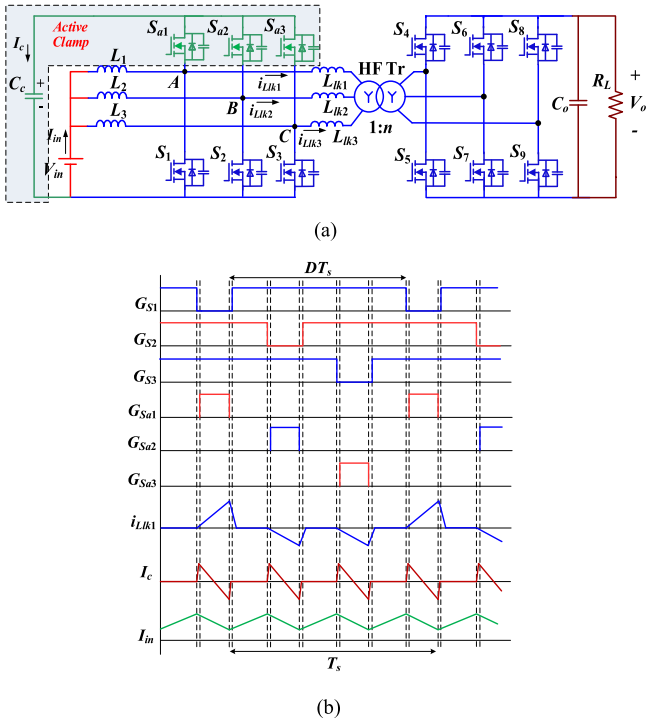 Active
Clamp
I_c
C_c
+
-
S_a1
S_a2
S_a3
L_1
L_2
L_3
A
B
C
i_Llk1
i_Llk2
i_Llk3
L_lk1
L_lk2
L_lk3
HF Tr
Y Y
1:n
I_in
V_in
S_1
S_2
S_3
S_4
S_6
S_8
S_5
S_7
S_9
C_o
R_L
+
V_o
-
(a)
DT_s
G_S1
G_S2
G_S3
G_Sa1
G_Sa2
G_Sa3
i_Llk1
I_c
I_in
T_s
(b)